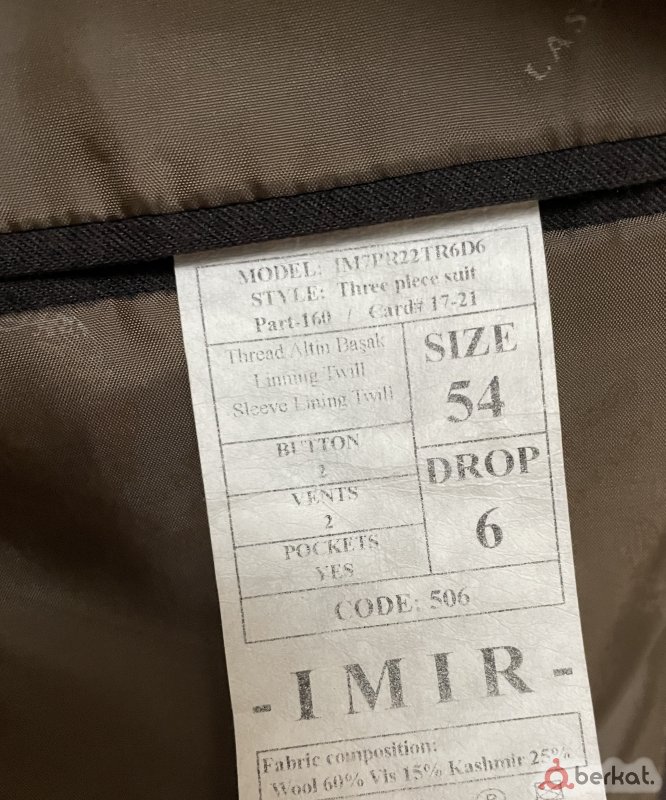 MODEL: IM7PR22TR6D6
STYLE: Three piece suit
Part-160 / Card# 17-21
Thread Altin Başak
Linning Twill
Sleeve Lining Twill
SIZE
54
BUTTON
2
DROP
6
VENTS
2
POCKETS
YES
CODE: 506
- I M I R -
Fabric composition:
Wool 60% Vis 15% Kashmir 25%
berkat.